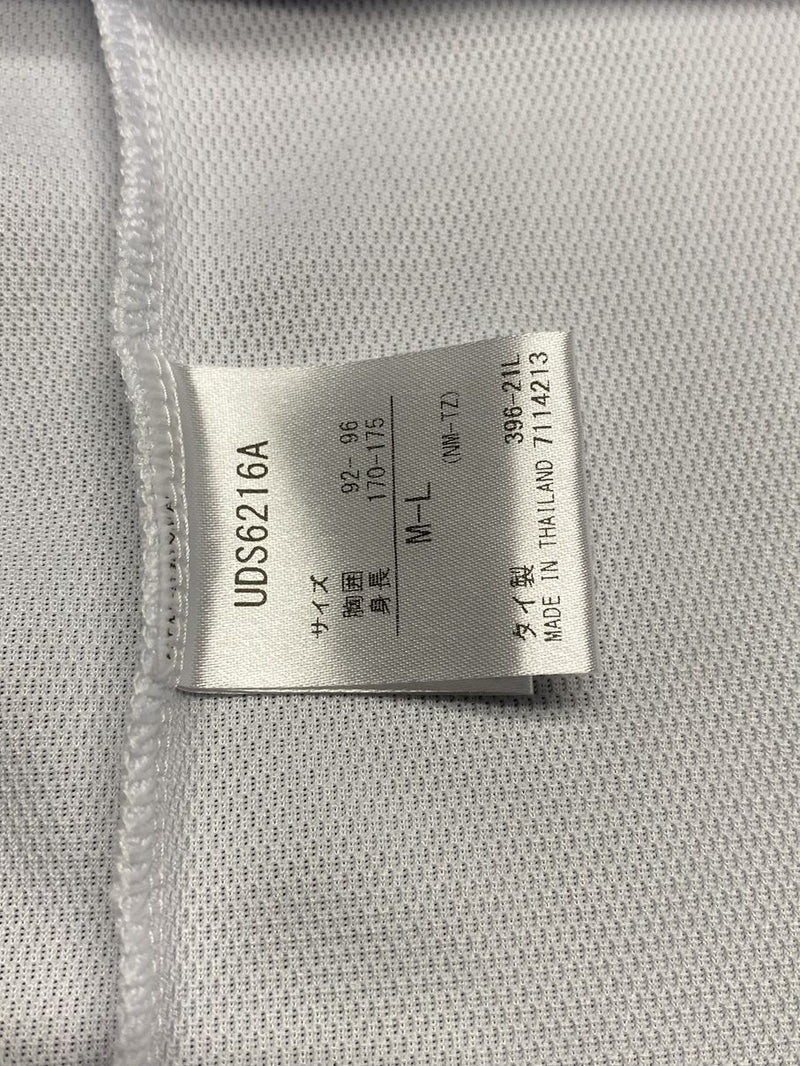 UDS6216A
サイズ
胸囲 92- 96
身長 170-175
M-L
(NM-TZ)
396-21L
タイ製
MADE IN THAILAND 7114213